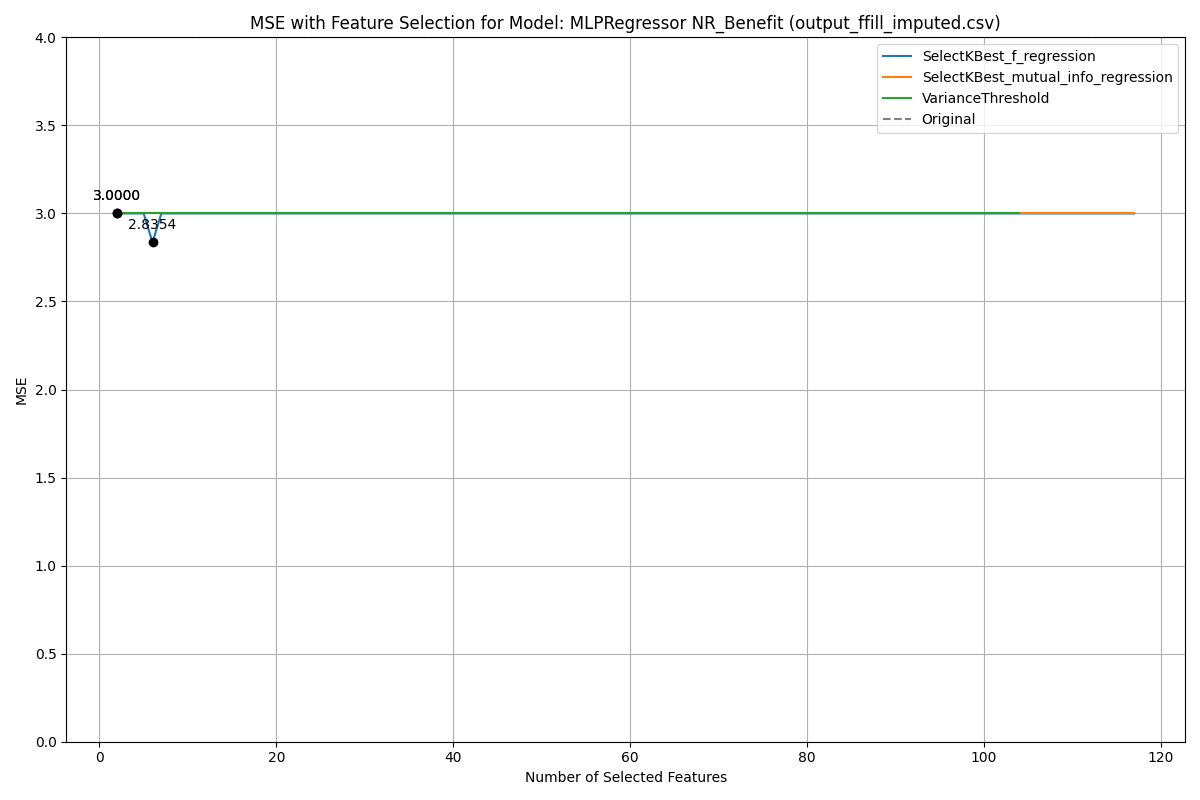 MSE with Feature Selection for Model: MLPRegressor NR_Benefit (output_ffill_imputed.csv)
4.0
3.5
3.0
2.5
2.0
1.5
1.0
0.5
0.0
MSE
SelectKBest_f_regression
SelectKBest_mutual_info_regression
VarianceThreshold
Original
3.0000
2.8354
0 20 40 60 80 100 120
Number of Selected Features